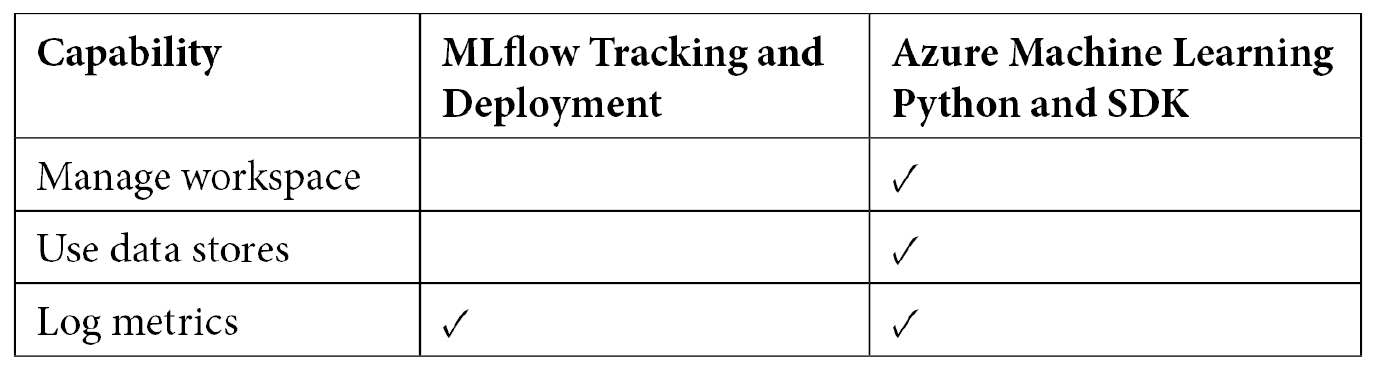 Capability MLflow Tracking and Azure Machine Learning
Deployment Python and SDK
Manage workspace ✓
Use data stores ✓
Log metrics ✓ ✓